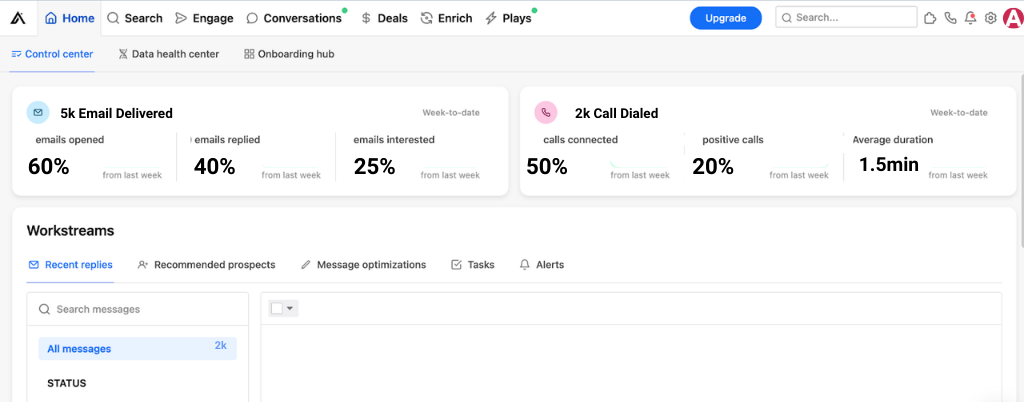 Home Search Engage Conversations $ Deals Enrich Plays Upgrade Search... A
Control center Data health center Onboarding hub
5k Email Delivered Week-to-date
emails opened emails replied emails interested
60% from last week 40% from last week 25% from last week
2k Call Dialed Week-to-date
calls connected positive calls Average duration
50% from last week 20% from last week 1.5min from last week
Workstreams
Recent replies Recommended prospects Message optimizations Tasks Alerts
Search messages
All messages 2k
STATUS